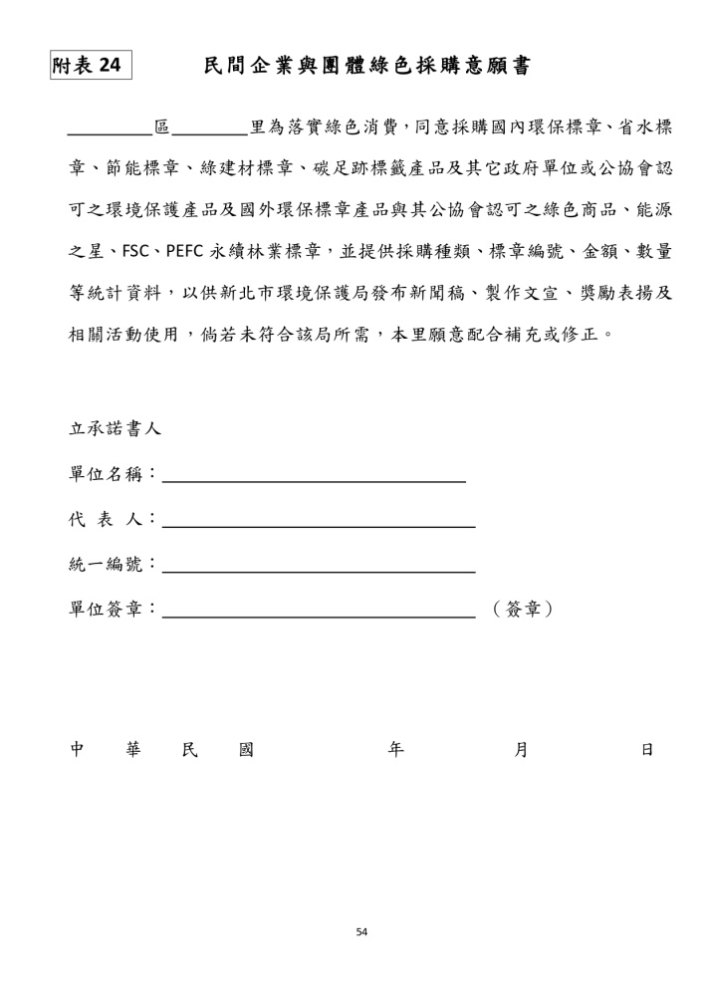 附表 24 民間企業與團體綠色採購意願書
＿＿＿＿＿區＿＿＿＿里為落實綠色消費，同意採購國內環保標章、省水標
章、節能標章、綠建材標章、碳足跡標籤產品及其它政府單位或公協會認
可之環境保護產品及國外環保標章產品與其公協會認可之綠色商品、能源
之星、FSC、PEFC 永續林業標章，並提供採購種類、標章編號、金額、數量
等統計資料，以供新北市環境保護局發布新聞稿、製作文宣、獎勵表揚及
相關活動使用，倘若未符合該局所需，本里願意配合補充或修正。
立承諾書人
單位名稱：
代 表 人：
統一編號：
單位簽章： （簽章）
中 華 民 國 年 月 日
54